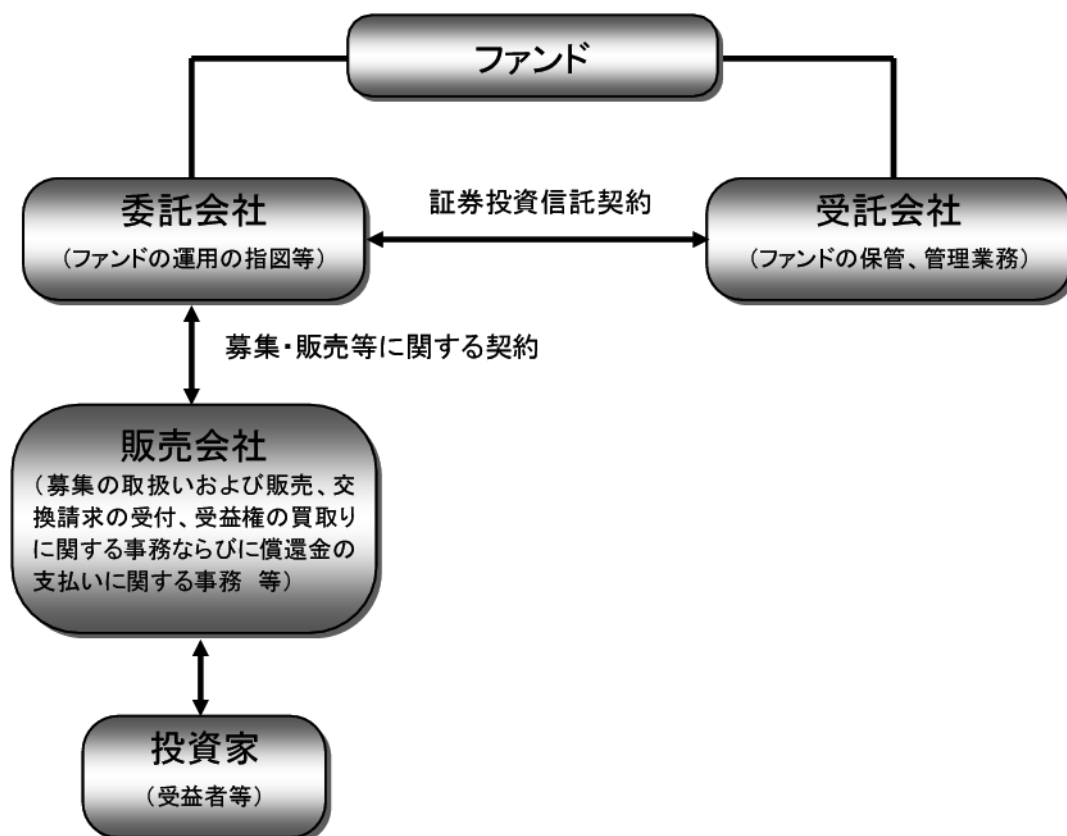 ファンド
委託会社
（ファンドの運用の指図等）
証券投資信託契約
受託会社
（ファンドの保管、管理業務）
募集・販売等に関する契約
販売会社
（募集の取扱いおよび販売、交
換請求の受付、受益権の買取り
に関する事務ならびに償還金の
支払いに関する事務　等）
投資家
（受益者等）